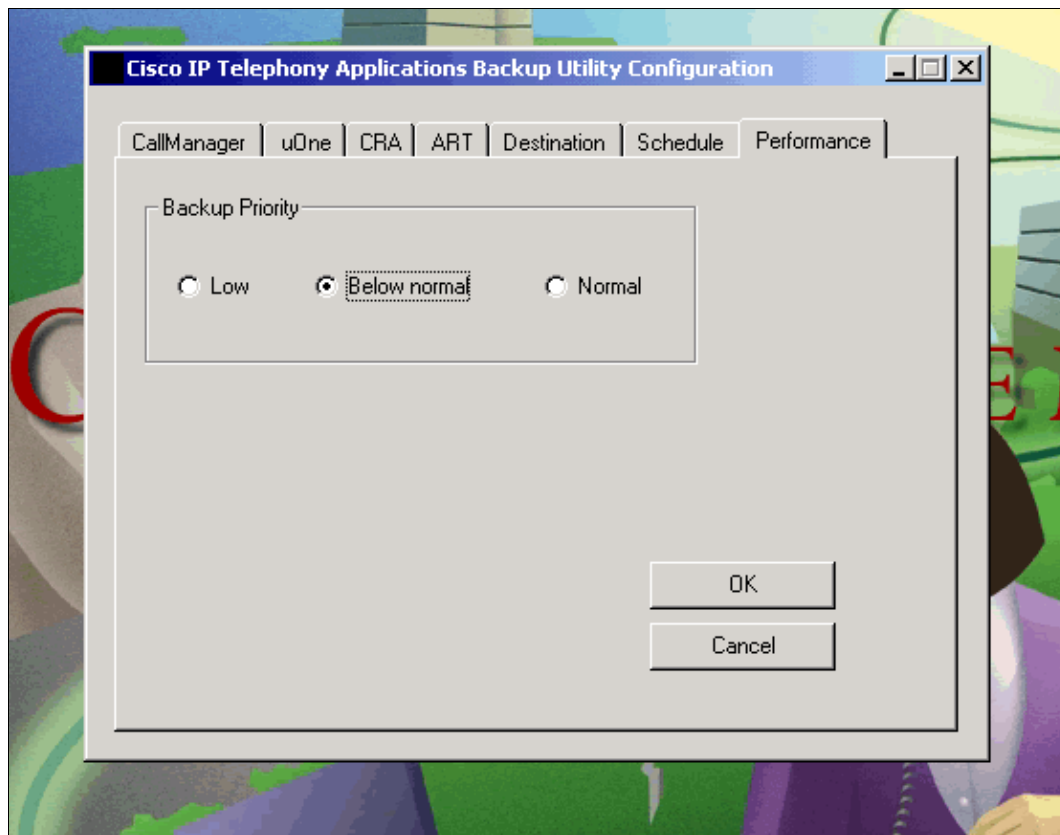 Cisco IP Telephony Applications Backup Utility Configuration
CallManager uOne CRA ART Destination Schedule Performance
Backup Priority
Low Below normal Normal
OK
Cancel